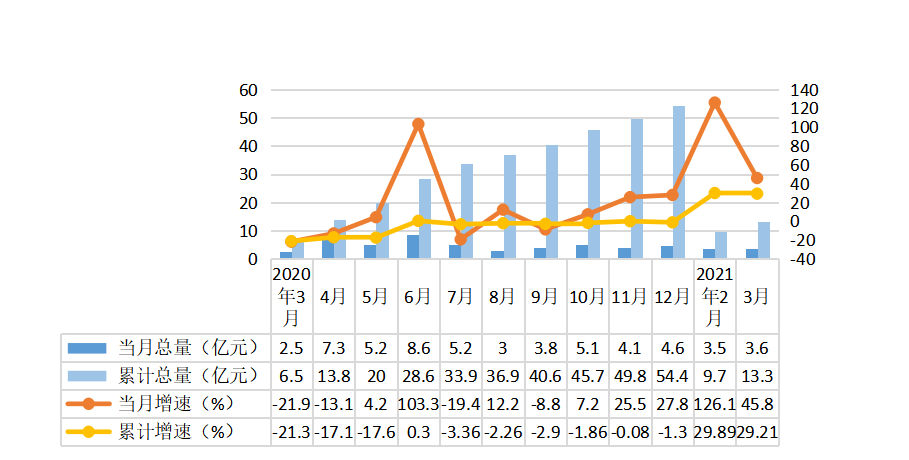 60
50
40
30
20
10
0
140
120
100
80
60
40
20
0
-20
-40
2020
年3
月
4月
5月
6月
7月
8月
9月
10月
11月
12月
2021
年2
月
3月
当月总量（亿元） 2.5 7.3 5.2 8.6 5.2 3 3.8 5.1 4.1 4.6 3.5 3.6
累计总量（亿元） 6.5 13.8 20 28.6 33.9 36.9 40.6 45.7 49.8 54.4 9.7 13.3
当月增速（%） -21.9 -13.1 4.2 103.3 -19.4 12.2 -8.8 7.2 25.5 27.8 126.1 45.8
累计增速（%） -21.3 -17.1 -17.6 0.3 -3.36 -2.26 -2.9 -1.86 -0.08 -1.3 29.89 29.21